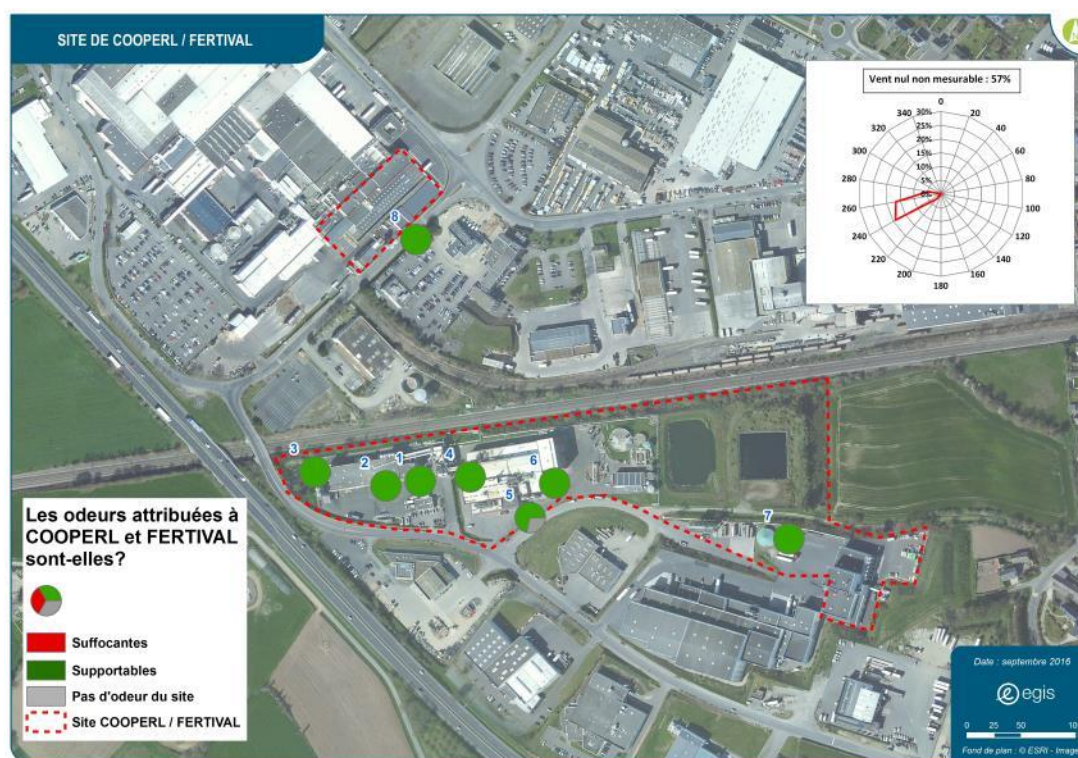 SITE DE COOPERL / FERTIVAL
N
Vent nul non mesurable : 57%
0
20
40
60
80
100
120
140
160
180
200
220
240
260
280
300
320
340
30%
25%
20%
15%
10%
5%
0%
8
3
2
1
4
6
5
7
Les odeurs attribuées à
COOPERL et FERTIVAL
sont-elles?
Suffocantes
Supportables
Pas d'odeur du site
Site COOPERL / FERTIVAL
Date : septembre 2016
egis
0 25 50 10
Fond de plan : © ESRI - Image